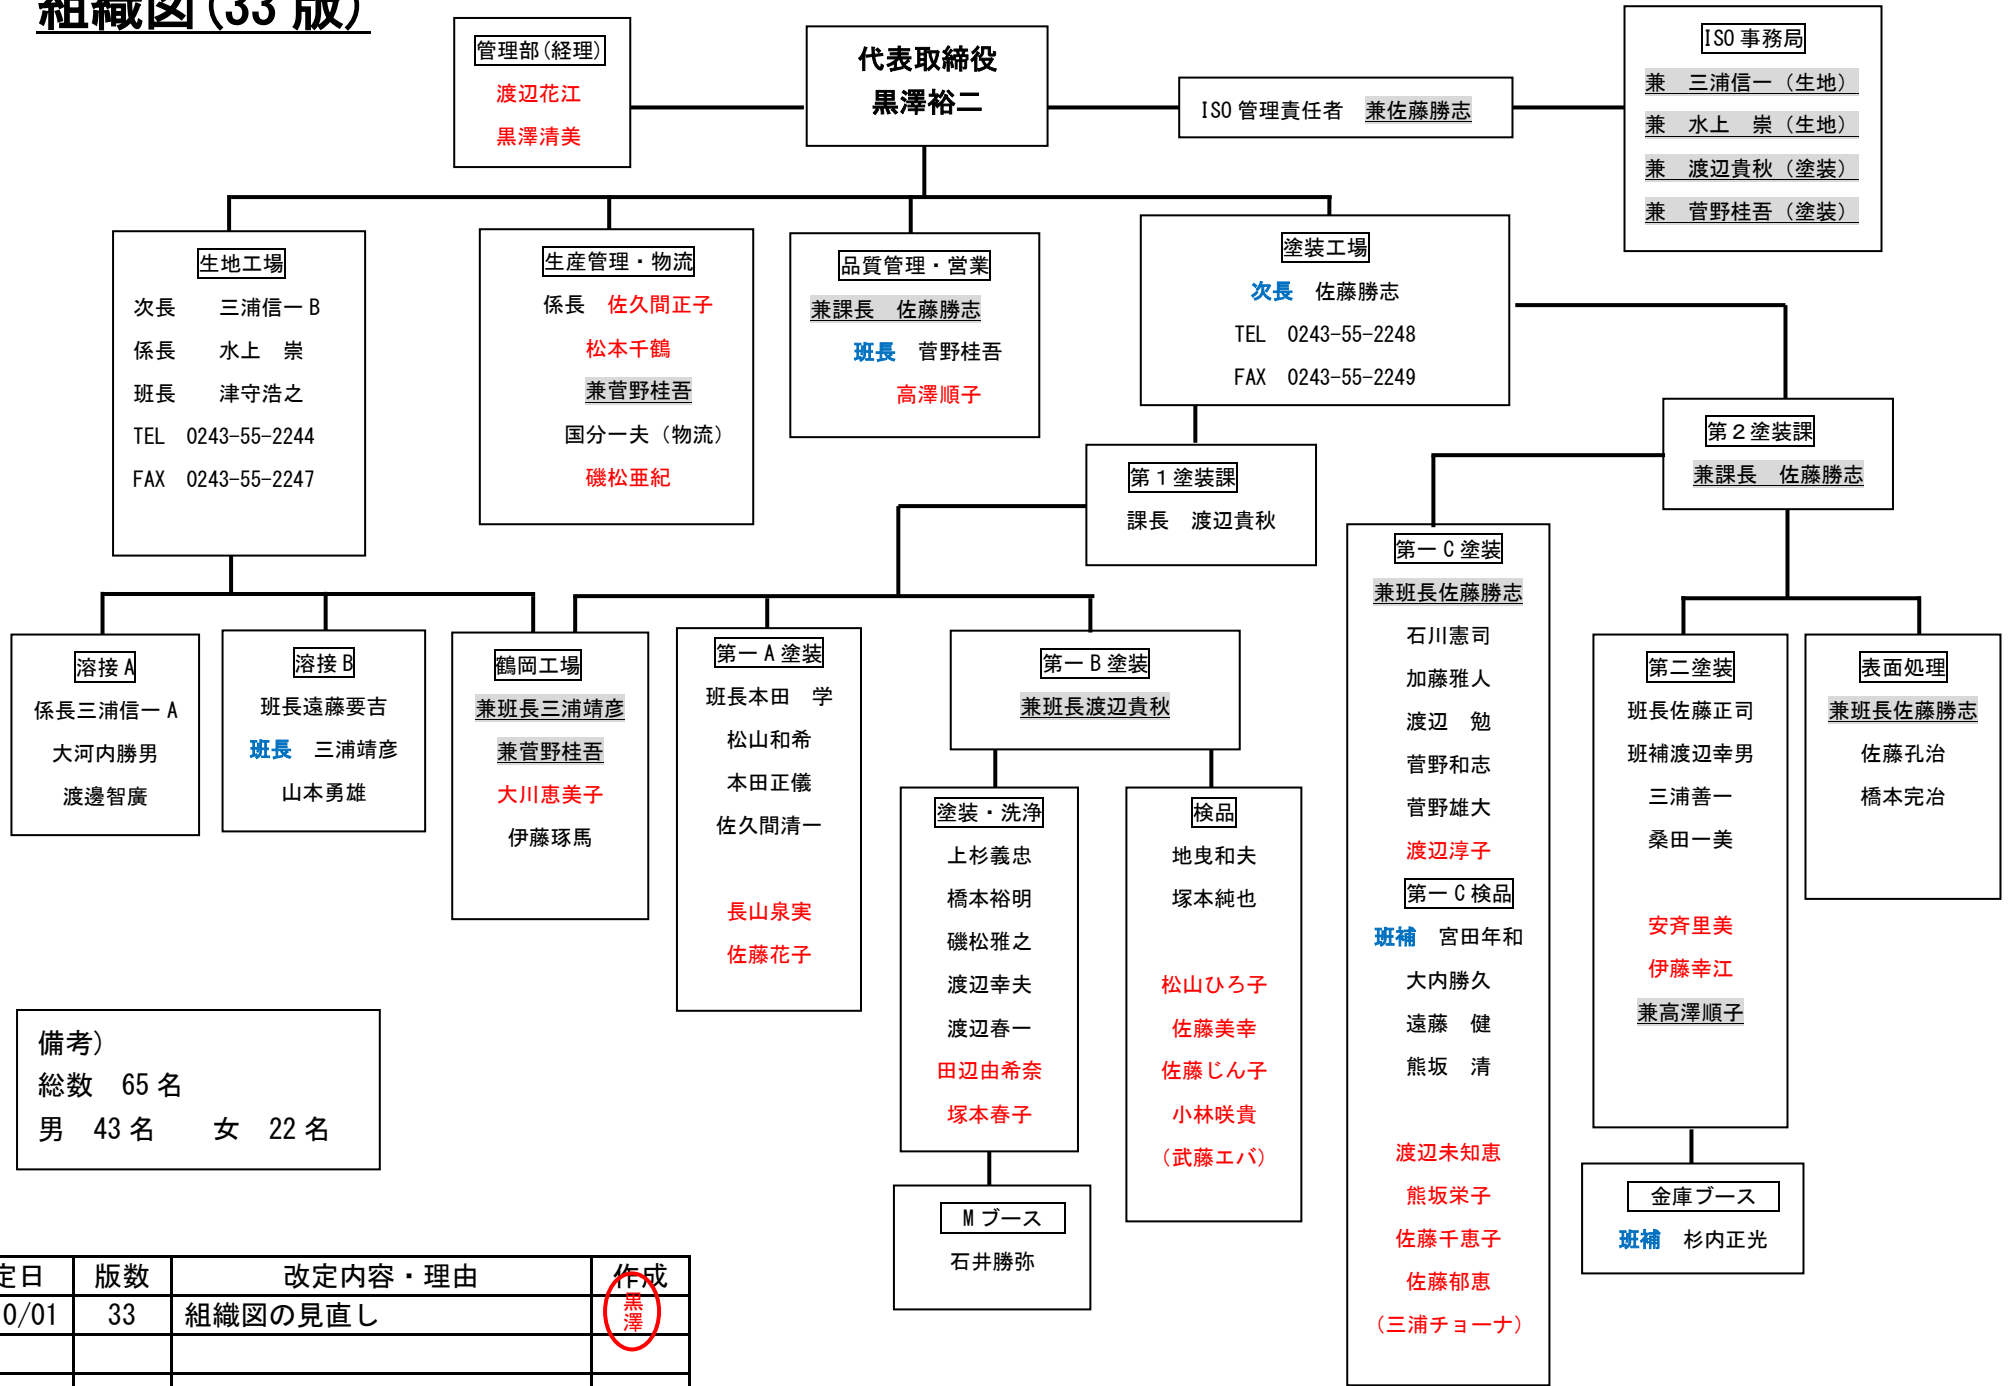 組織図(33 版)
管理部(経理)
渡辺花江
黒澤清美
代表取締役
黒澤裕二
ISO 管理責任者　兼佐藤勝志
ISO 事務局
兼　三浦信一（生地）
兼　水上　崇（生地）
兼　渡辺貴秋（塗装）
兼　菅野桂吾（塗装）
生地工場
次長　　三浦信一 B
係長　　水上　崇
班長　　津守浩之
TEL　0243-55-2244
FAX　0243-55-2247
生産管理・物流
係長　佐久間正子
松本千鶴
兼菅野桂吾
国分一夫（物流）
磯松亜紀
品質管理・営業
兼課長　佐藤勝志
班長　菅野桂吾
高澤順子
塗装工場
次長　佐藤勝志
TEL　0243-55-2248
FAX　0243-55-2249
第１塗装課
課長　渡辺貴秋
第２塗装課
兼課長　佐藤勝志
溶接 A
係長三浦信一 A
大河内勝男
渡邉智廣
溶接 B
班長遠藤要吉
班長　三浦靖彦
山本勇雄
鶴岡工場
兼班長三浦靖彦
兼菅野桂吾
大川恵美子
伊藤琢馬
第一 A 塗装
班長本田　学
松山和希
本田正儀
佐久間清一
長山泉実
佐藤花子
第一 B 塗装
兼班長渡辺貴秋
塗装・洗浄
上杉義忠
橋本裕明
磯松雅之
渡辺幸夫
渡辺春一
田辺由希奈
塚本春子
M ブース
石井勝弥
検品
地曳和夫
塚本純也
松山ひろ子
佐藤美幸
佐藤じん子
小林咲貴
（武藤エバ）
第一 C 塗装
兼班長佐藤勝志
石川憲司
加藤雅人
渡辺　勉
菅野和志
菅野雄大
渡辺淳子
第一 C 検品
班補　宮田年和
大内勝久
遠藤　健
熊坂　清
渡辺未知恵
熊坂栄子
佐藤千恵子
佐藤郁恵
（三浦チョーナ）
第二塗装
班長佐藤正司
班補渡辺幸男
三浦善一
桑田一美
安斉里美
伊藤幸江
兼高澤順子
金庫ブース
班補　杉内正光
表面処理
兼班長佐藤勝志
佐藤孔治
橋本完治
備考）
総数　65 名
男　43 名　　女　22 名
定日　版数　改定内容・理由　作成
0/01　33　組織図の見直し　黒澤